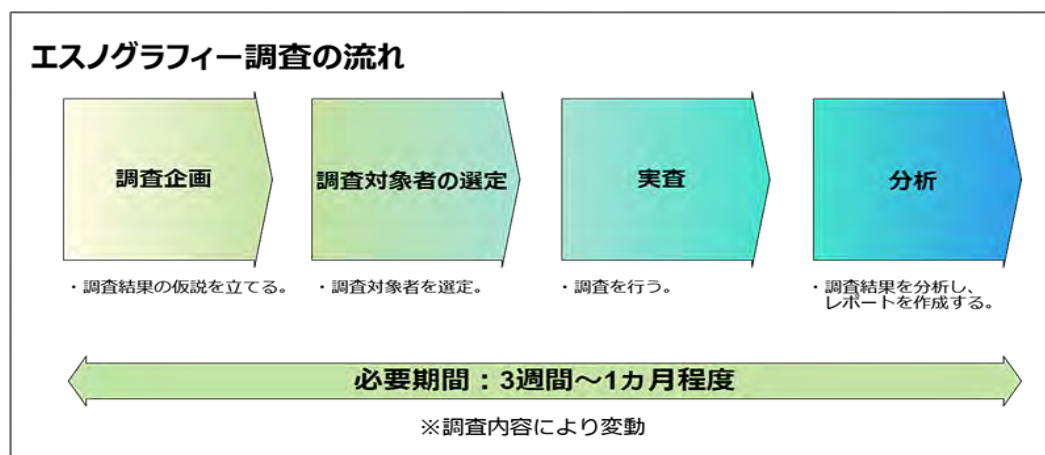 エスノグラフィー調査の流れ
調査企画
調査対象者の選定
実査
分析
・調査結果の仮説を立てる。
・調査対象者を選定。
・調査を行う。
・調査結果を分析し、
レポートを作成する。
必要期間：3週間～1ヵ月程度
※調査内容により変動